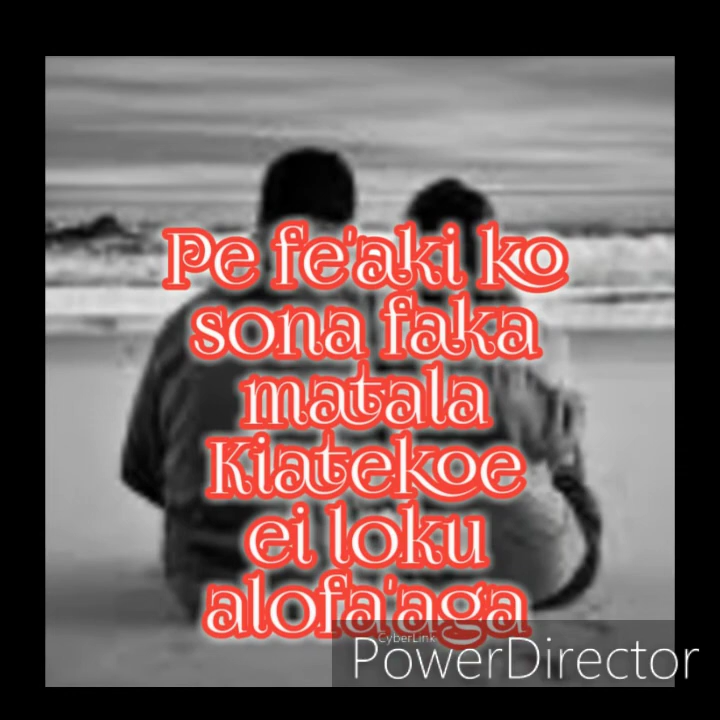 Pe fe'aki ko
sona faka
matala
Kiatekoe
ei loku
alofa'aga
CyberLink
PowerDirector